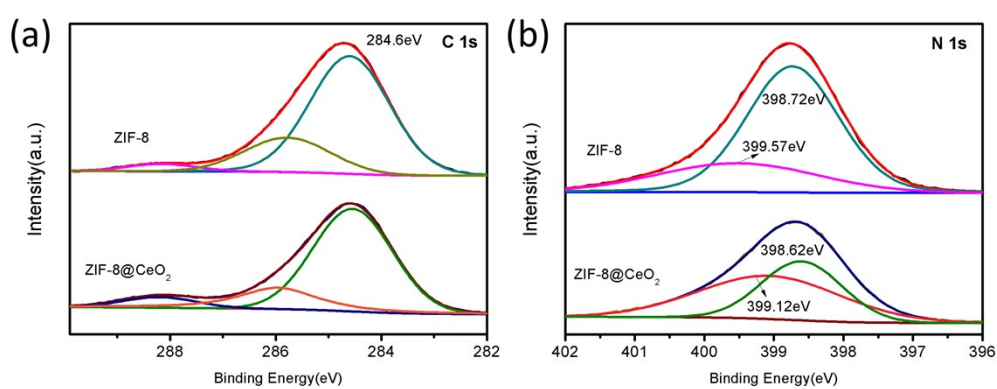 (a)
284.6eV
C 1s
ZIF-8
ZIF-8@CeO₂
Intensity(a.u.)
288 286 284 282
Binding Energy(eV)
(b)
N 1s
398.72eV
399.57eV
ZIF-8
398.62eV
ZIF-8@CeO₂
399.12eV
Intensity(a.u.)
402 401 400 399 398 397 396
Binding Energy(eV)